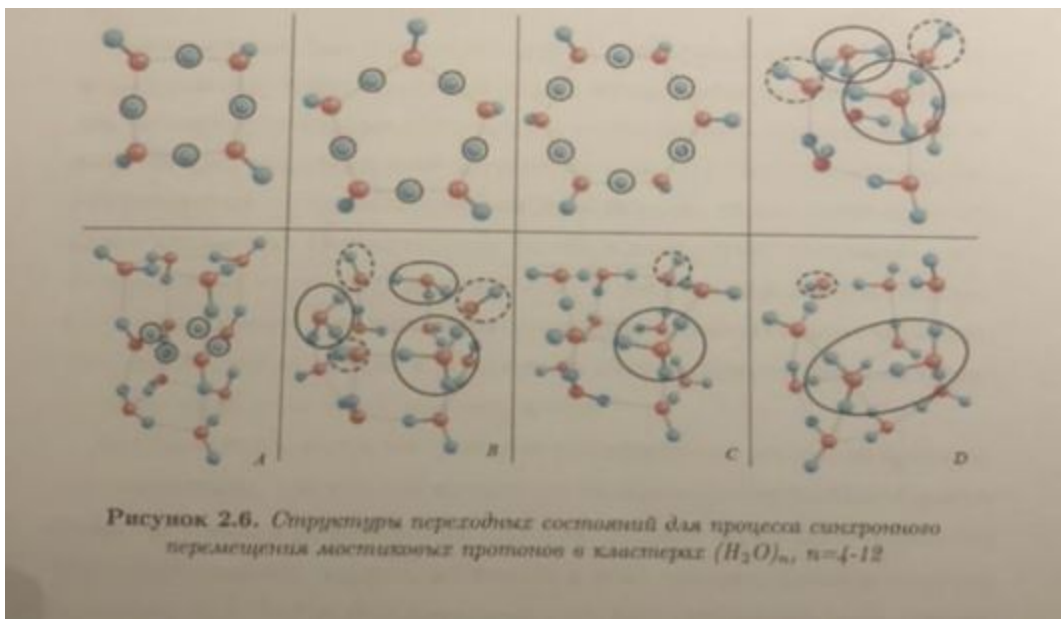 A
B
C
D
Рисунок 2.6. Структуры переходных состояний для процесса синхронного
перемещения мостиковых протонов в кластерах (H₂O)ₙ, n=4-12